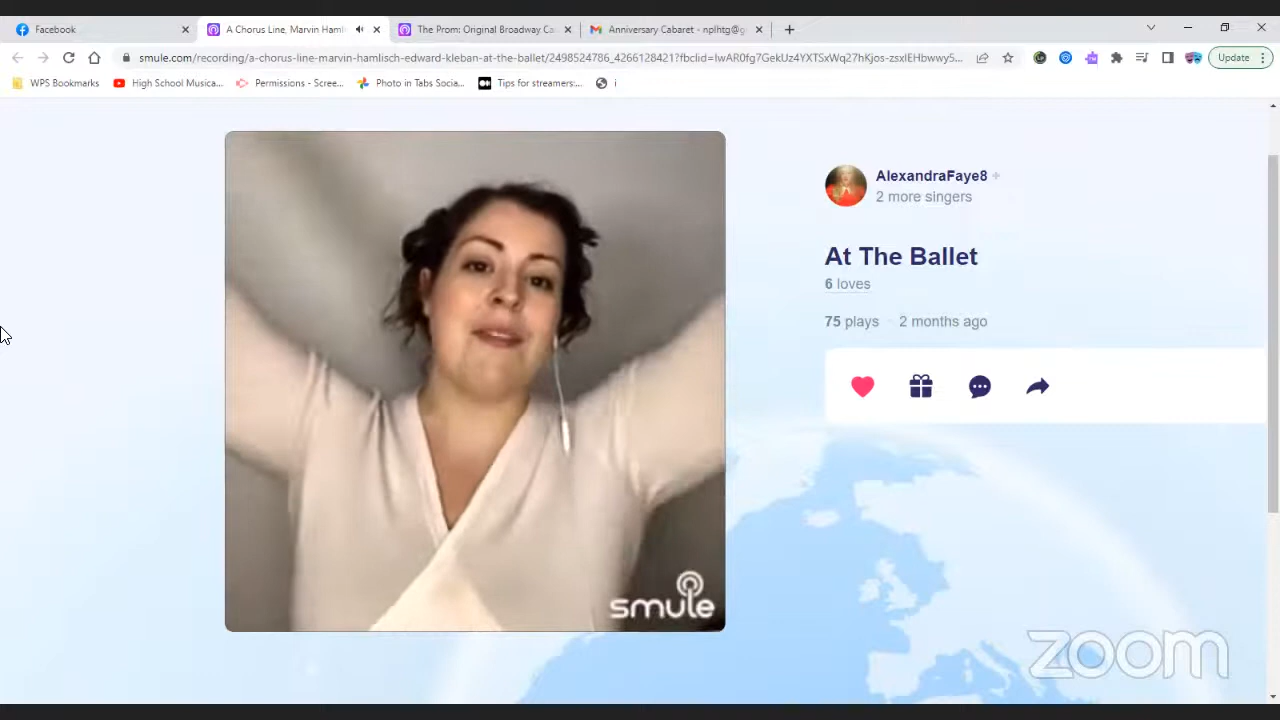 Facebook
A Chorus Line, Marvin Haml
The Prom: Original Broadway Ca
Anniversary Cabaret - nplhtg@g
smule.com/recording/a-chorus-line-marvin-hamlisch-edward-kleban-at-the-ballet/2498524786_4266128421?fbclid=
Update
WPS Bookmarks
High School Musica...
Permissions - Scree...
Photo in Tabs Socia...
Tips for streamers:...
i
AlexandraFaye8 +
2 more singers
At The Ballet
6 loves
75 plays
2 months ago
smule
zoom